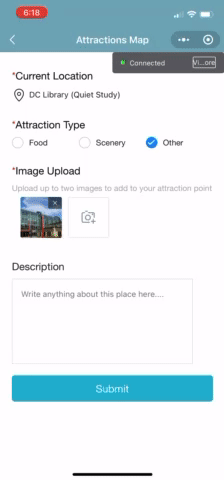 6:18
Attractions Map
Connected
Vi...ore
*Current Location
DC Library (Quiet Study)
*Attraction Type
Food
Scenery
Other
*Image Upload
Upload up to two images to add to your attraction point
Description
Write anything about this place here....
Submit